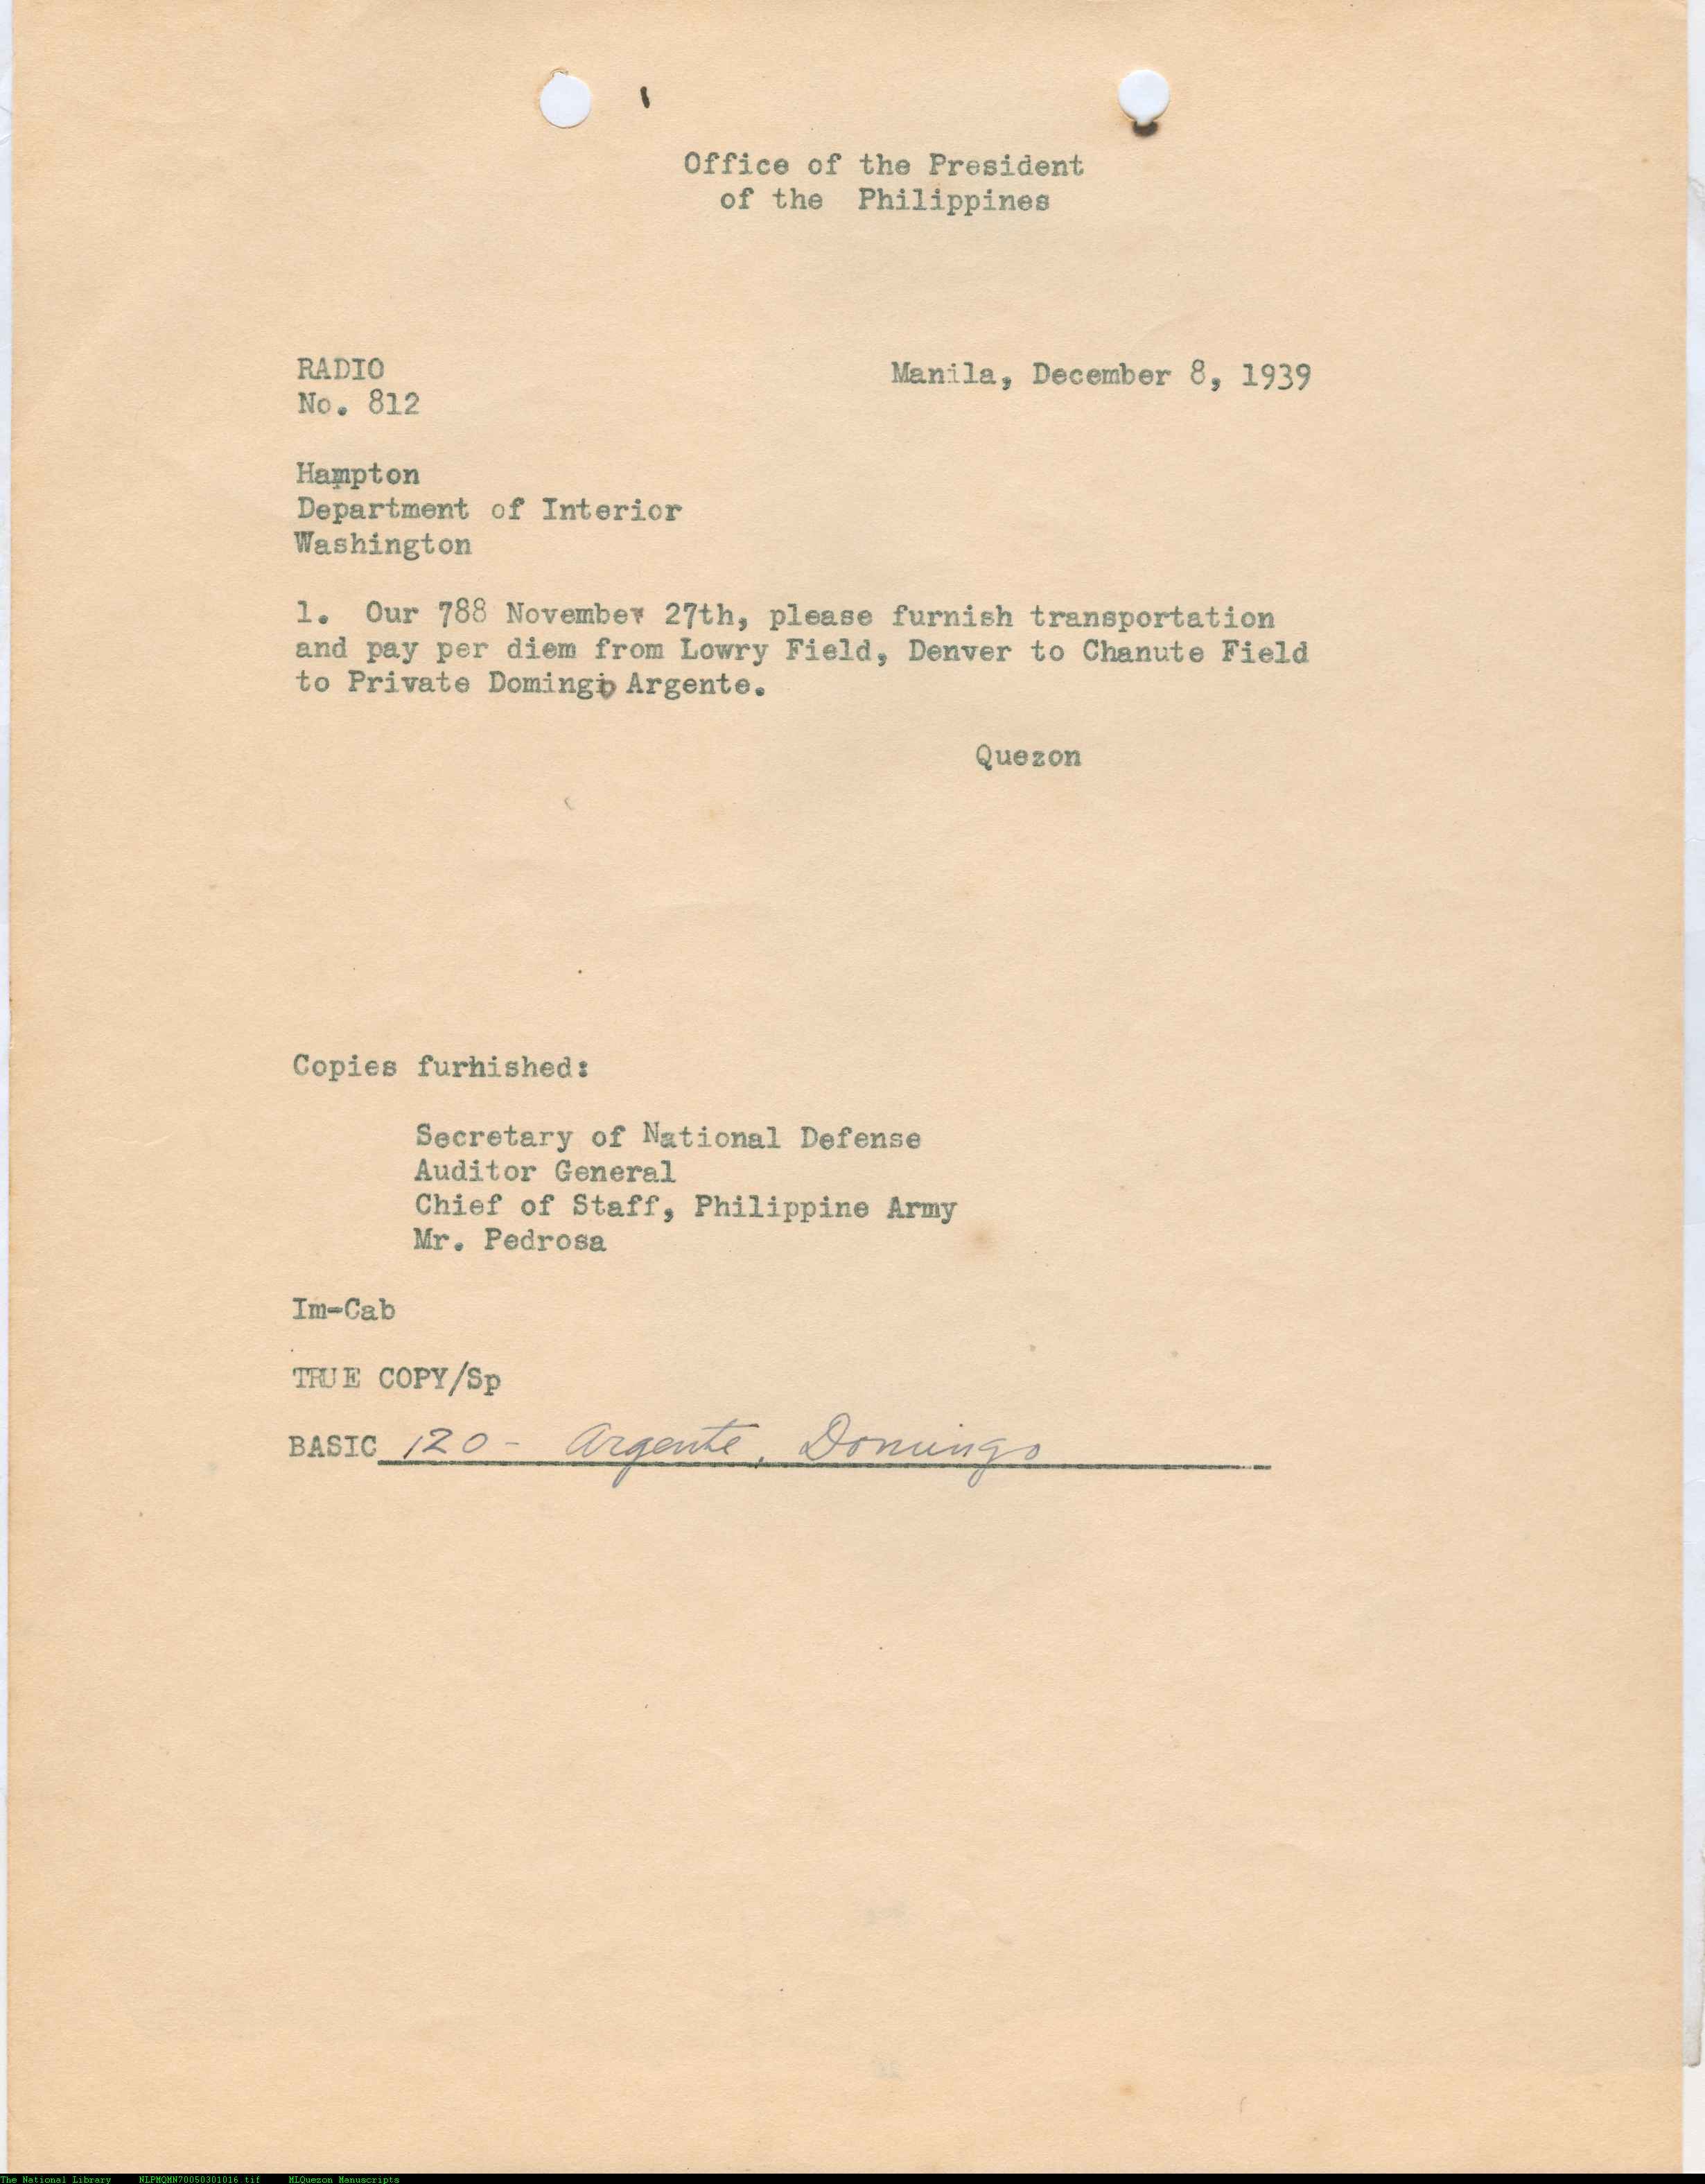 Office of the President
of the Philippines
RADIO
No. 812
Manila, December 8, 1939
Hampton
Department of Interior
Washington
1. Our 788 November 27th, please furnish transportation
and pay per diem from Lowry Field, Denver to Chanute Field
to Private Domingo Argente.
Quezon
Copies furhished:
Secretary of National Defense
Auditor General
Chief of Staff, Philippine Army
Mr. Pedrosa
Im-Cab
TRUE COPY/Sp
BASIC 120 - Argente, Domingo
The National Library NLPMQMN70050301016.tif MLQuezon Manuscripts